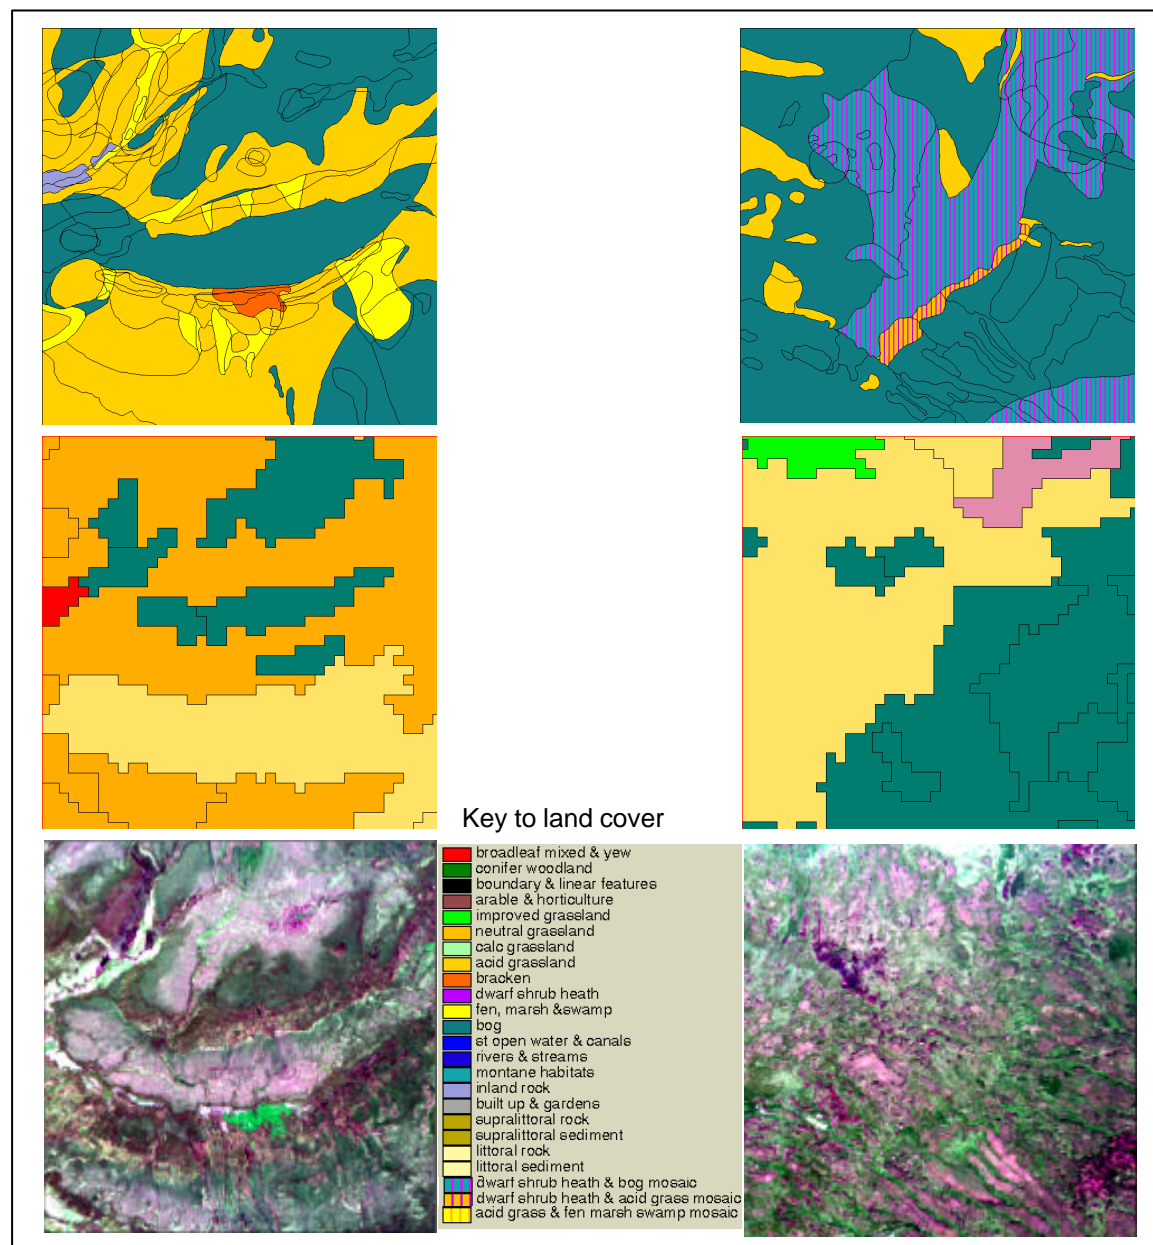 Key to land cover
broadleaf mixed & yew
conifer woodland
boundary & linear features
arable & horticulture
improved grassland
neutral grassland
calc grassland
acid grassland
bracken
dwarf shrub heath
fen, marsh &swamp
bog
st open water & canals
rivers & streams
montane habitats
inland rock
built up & gardens
supralittoral rock
supralittoral sediment
littoral rock
littoral sediment
dwarf shrub heath & bog mosaic
dwarf shrub heath & acid grass mosaic
acid grass & fen marsh swamp mosaic